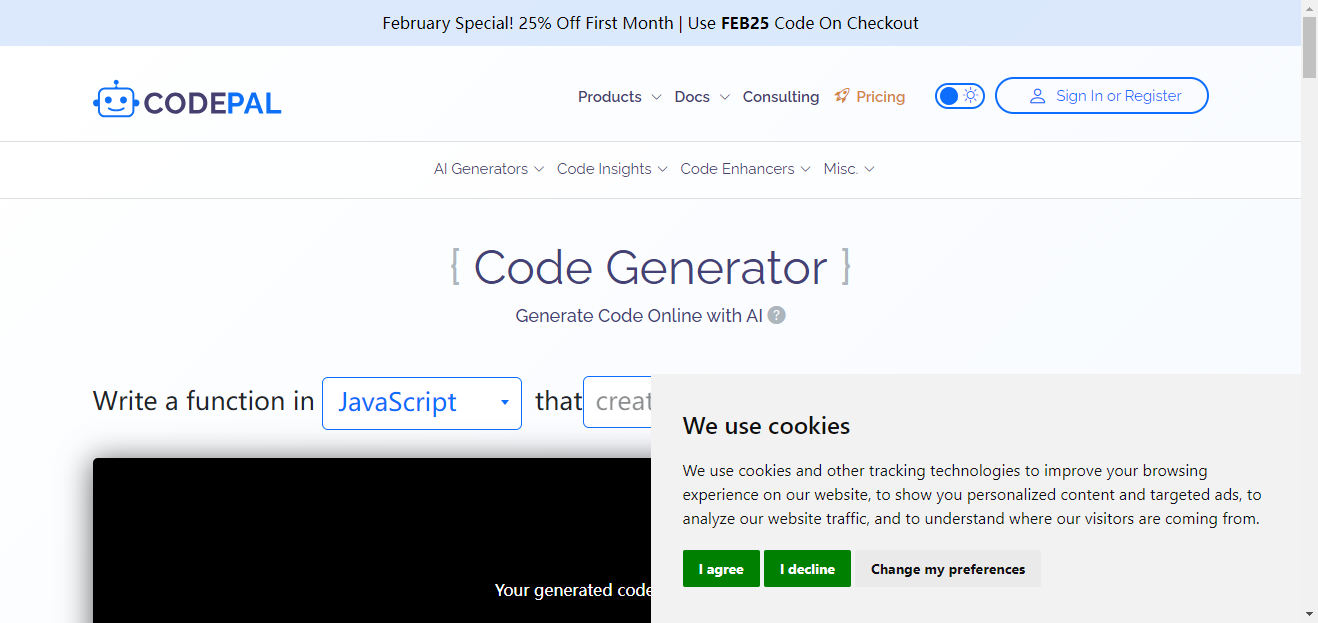 February Special! 25% Off First Month | Use FEB25 Code On Checkout
CODEPAL
Products Docs Consulting Pricing Sign In or Register
AI Generators Code Insights Code Enhancers Misc.
{ Code Generator }
Generate Code Online with AI ?
Write a function in JavaScript that creat
We use cookies
We use cookies and other tracking technologies to improve your browsing
experience on our website, to show you personalized content and targeted ads, to
analyze our website traffic, and to understand where our visitors are coming from.
I agree I decline Change my preferences
Your generated code